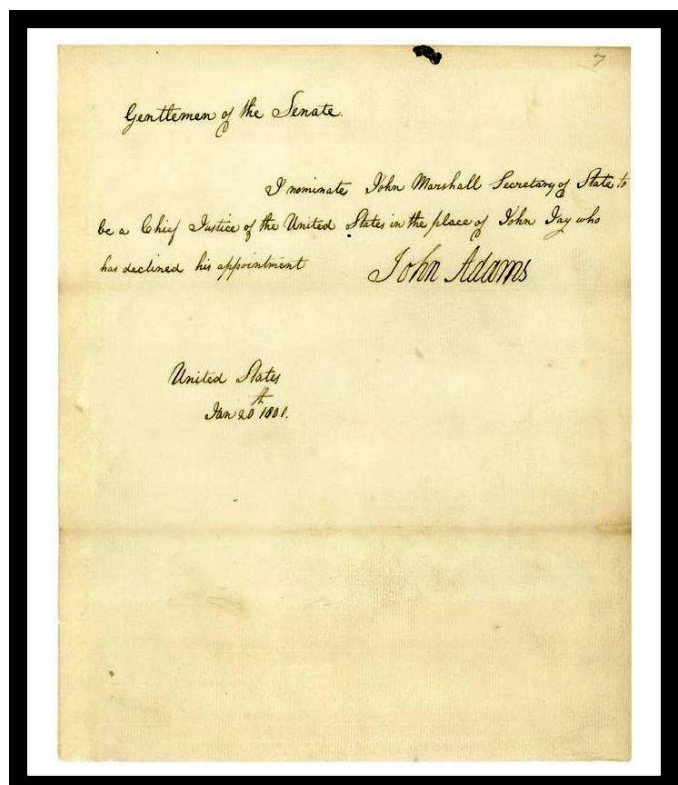 7
Gentlemen of the Senate.
I nominate John Marshall Secretary of State to
be a Chief Justice of the United States in the place of John Jay who
has declined his appointment John Adams
United States
Jan 20th 1801.